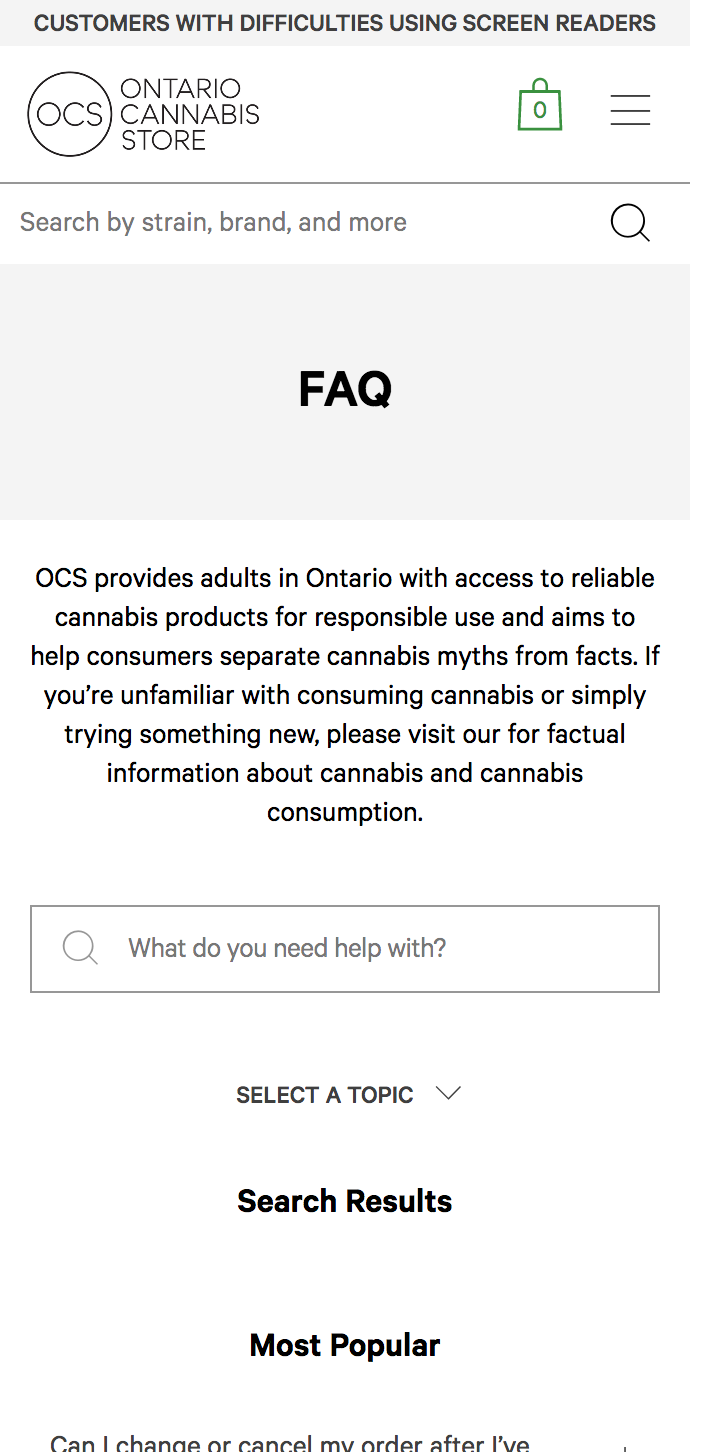 CUSTOMERS WITH DIFFICULTIES USING SCREEN READERS
OCS
ONTARIO
CANNABIS
STORE
0
Search by strain, brand, and more
FAQ
OCS provides adults in Ontario with access to reliable
cannabis products for responsible use and aims to
help consumers separate cannabis myths from facts. If
you’re unfamiliar with consuming cannabis or simply
trying something new, please visit our for factual
information about cannabis and cannabis
consumption.
What do you need help with?
SELECT A TOPIC
Search Results
Most Popular
Can I change or cancel my order after I’ve